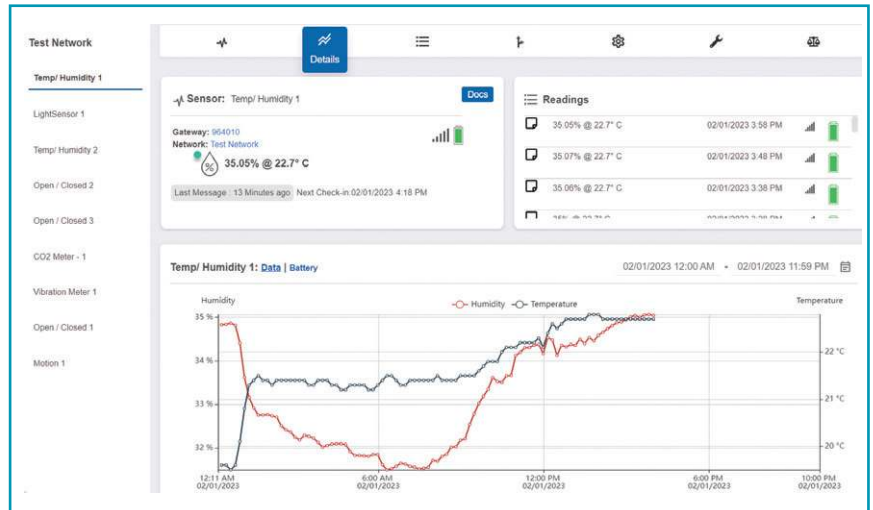 Test Network
Details
Temp/ Humidity 1
LightSensor 1
Temp/ Humidity 2
Open / Closed 2
Open / Closed 3
CO2 Meter - 1
Vibration Meter 1
Open / Closed 1
Motion 1
Sensor: Temp/ Humidity 1
Docs
Gateway: 964010
Network: Test Network
% 35.05% @ 22.7° C
Last Message : 13 Minutes ago Next Check-in:02/01/2023 4:18 PM
Readings
35.05% @ 22.7° C 02/01/2023 3:58 PM
35.07% @ 22.7° C 02/01/2023 3:48 PM
35.06% @ 22.7° C 02/01/2023 3:38 PM
Temp/ Humidity 1: Data | Battery
02/01/2023 12:00 AM - 02/01/2023 11:59 PM
Humidity
Humidity Temperature
Temperature
35 %
34 %
33 %
32 %
22 °C
21 °C
20 °C
12:11 AM 6:00 AM 12:00 PM 6:00 PM 10:00 PM
02/01/2023 02/01/2023 02/01/2023 02/01/2023 02/01/2023